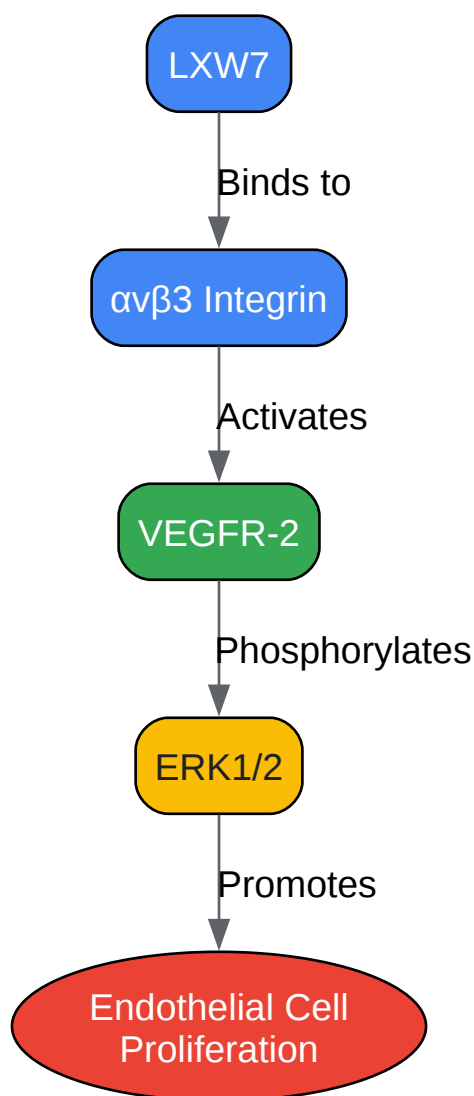 LXW7
Binds to
αvβ3 Integrin
Activates
VEGFR-2
Phosphorylates
ERK1/2
Promotes
Endothelial Cell
Proliferation